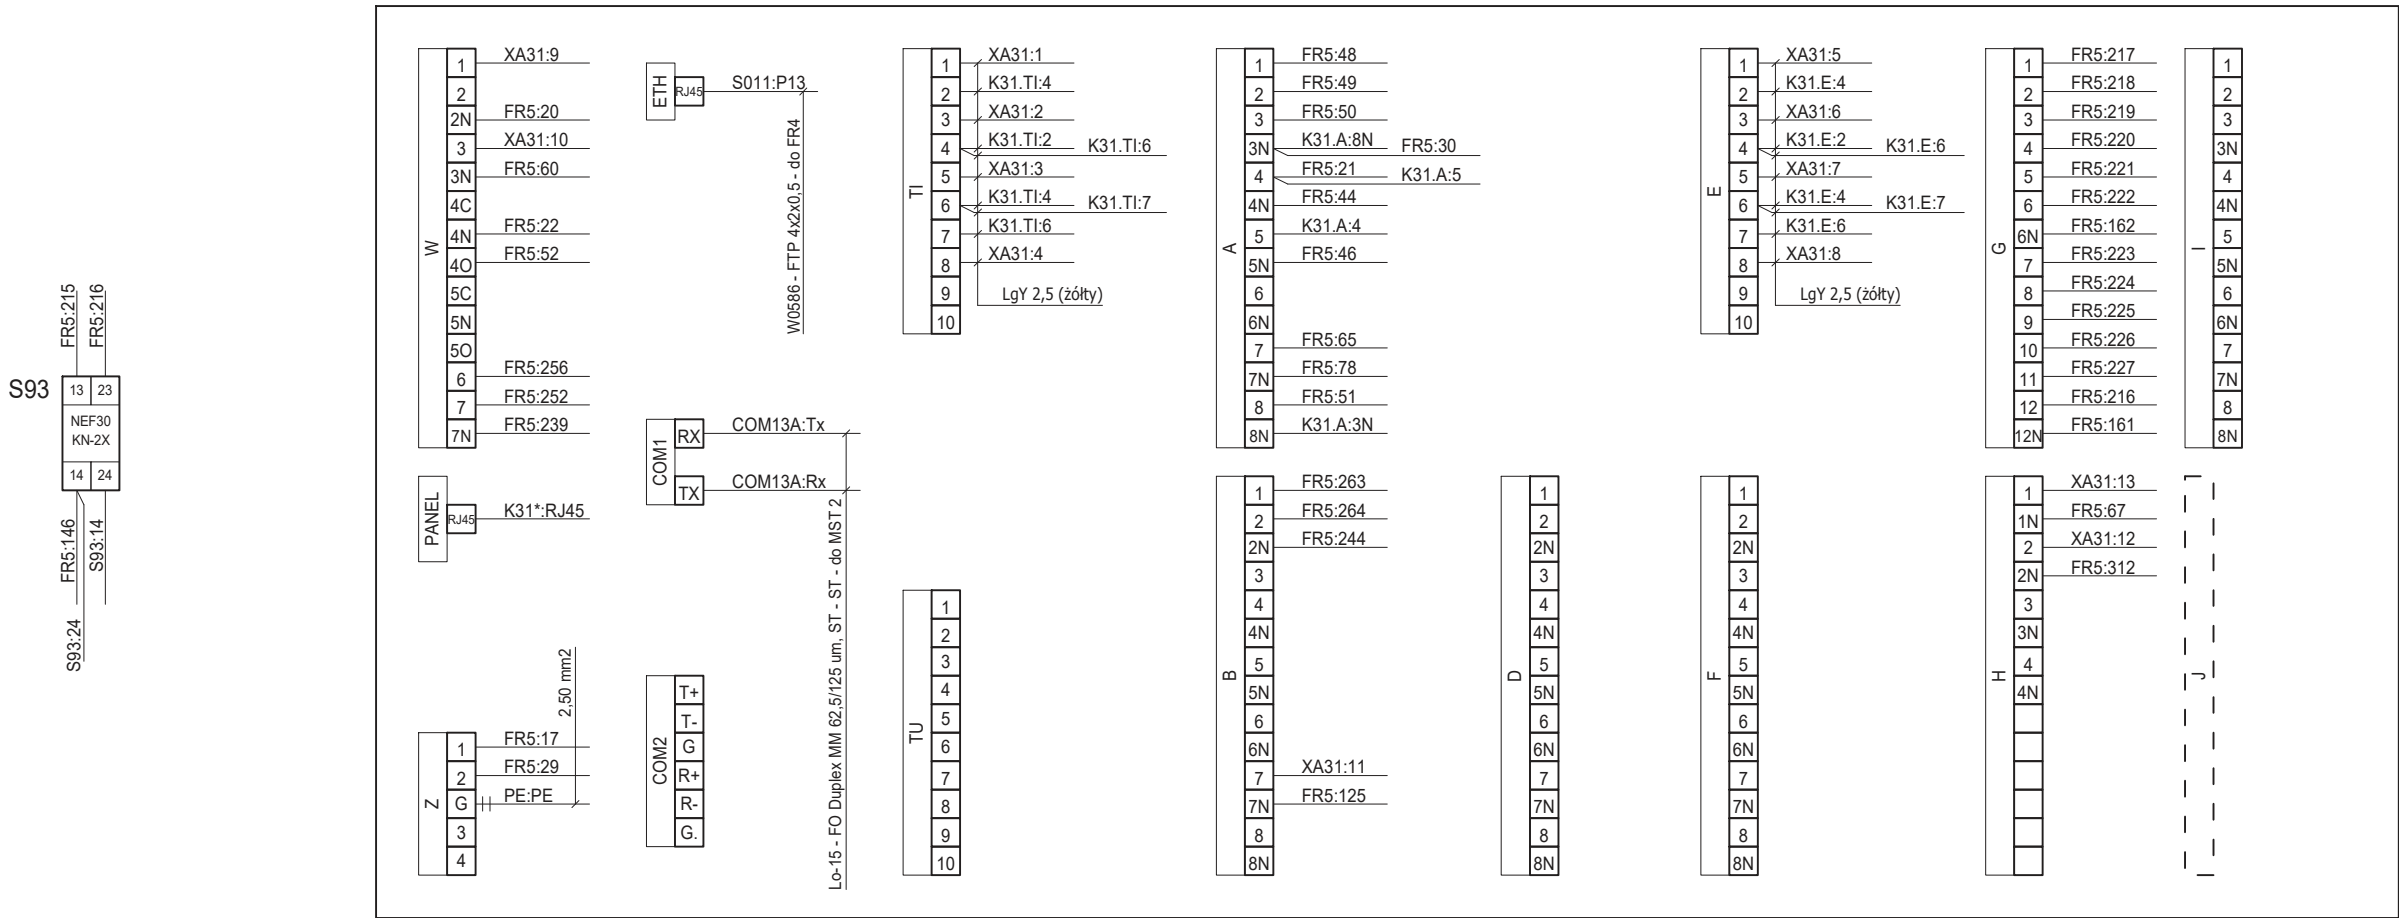 S93
FR5:215
FR5:216
13 23
NEF30
KN-2X
14 24
FR5:146
S93:24
S93:14
W
1 XA31:9
2
2N FR5:20
3 XA31:10
3N FR5:60
4C
4N FR5:22
4O FR5:52
5C
5N
5O
6 FR5:256
7 FR5:252
7N FR5:239
PANEL
RJ45 K31*:RJ45
Z
1 FR5:17
2 FR5:29
G PE:PE
3
4
2,50 mm2
ETH
RJ45 S011:P13
W0586 - FTP 4x2x0,5 - do FR4
COM1
RX COM13A:Tx
TX COM13A:Rx
Lo-15 - FO Duplex MM 62,5/125 um, ST - ST - do MST 2
COM2
T+
T-
G
R+
R-
G.
TI
1 XA31:1
2 K31.TI:4
3 XA31:2
4 K31.TI:2 K31.TI:6
5 XA31:3
6 K31.TI:4 K31.TI:7
7 K31.TI:6
8 XA31:4
9
10
LgY 2,5 (żółty)
TU
1
2
3
4
5
6
7
8
9
10
A
1 FR5:48
2 FR5:49
3 FR5:50
3N K31.A:8N FR5:30
4 FR5:21 K31.A:5
4N FR5:44
5 K31.A:4
5N FR5:46
6
6N
7 FR5:65
7N FR5:78
8 FR5:51
8N K31.A:3N
B
1 FR5:263
2 FR5:264
2N FR5:244
3
4
4N
5
5N
6
6N
7 XA31:11
7N FR5:125
8
8N
D
1
2
2N
3
4
4N
5
5N
6
6N
7
7N
8
8N
E
1 XA31:5
2 K31.E:4
3 XA31:6
4 K31.E:2 K31.E:6
5 XA31:7
6 K31.E:4 K31.E:7
7 K31.E:6
8 XA31:8
9
10
LgY 2,5 (żółty)
F
1
2
2N
3
4
4N
5
5N
6
6N
7
7N
8
8N
G
1 FR5:217
2 FR5:218
3 FR5:219
4 FR5:220
5 FR5:221
6 FR5:222
6N FR5:162
7 FR5:223
8 FR5:224
9 FR5:225
10 FR5:226
11 FR5:227
12 FR5:216
12N FR5:161
H
1 XA31:13
1N FR5:67
2 XA31:12
2N FR5:312
3
3N
4
4N
I
1
2
3
3N
4
4N
5
5N
6
6N
7
7N
8
8N
J